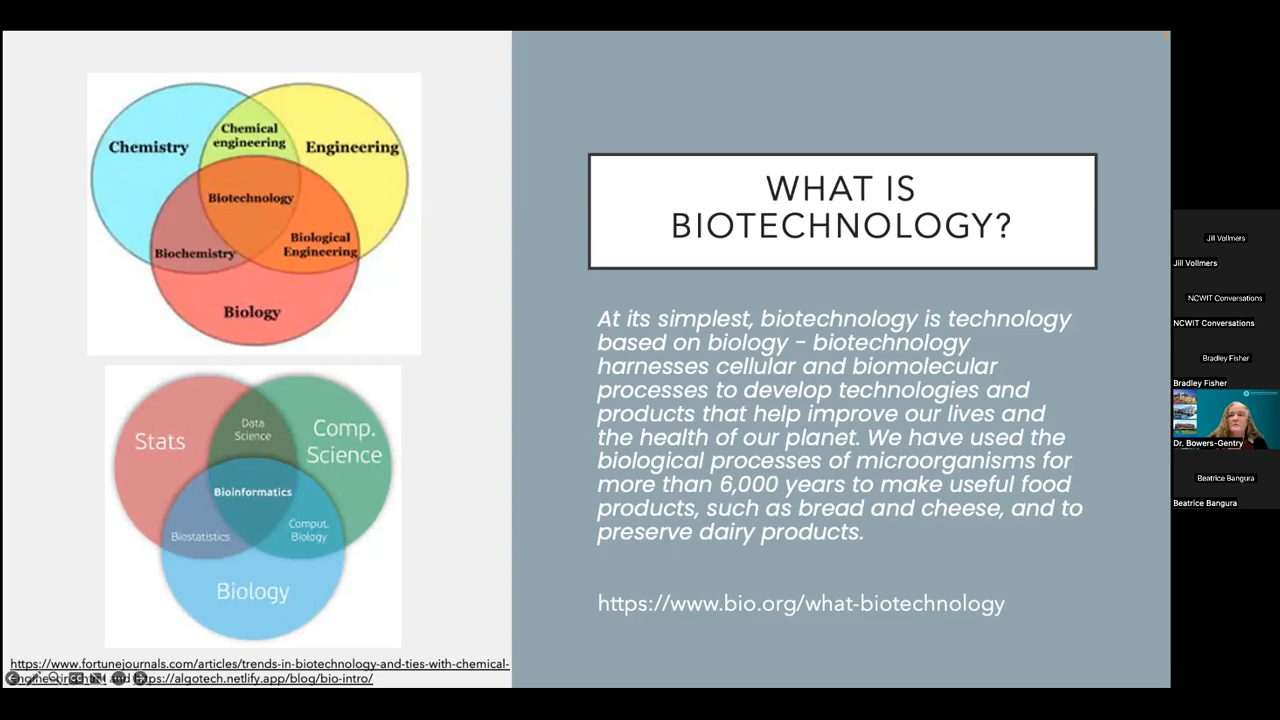 Chemistry
Chemical
engineering
Engineering
Biotechnology
Biochemistry
Biological
Engineering
Biology
Stats
Data
Science
Comp.
Science
Bioinformatics
Biostatistics
Comput.
Biology
Biology
https://www.fortunejournals.com/articles/trends-in-biotechnology-and-ties-with-chemical-
and https://algotech.netlify.app/blog/bio-intro/
WHAT IS
BIOTECHNOLOGY?
At its simplest, biotechnology is technology
based on biology - biotechnology
harnesses cellular and biomolecular
processes to develop technologies and
products that help improve our lives and
the health of our planet. We have used the
biological processes of microorganisms for
more than 6,000 years to make useful food
products, such as bread and cheese, and to
preserve dairy products.
https://www.bio.org/what-biotechnology
Jill Vollmers
Jill Vollmers
NCWIT Conversations
NCWIT Conversations
Bradley Fisher
Bradley Fisher
Dr. Bowers-Gentry
Beatrice Bangura
Beatrice Bangura